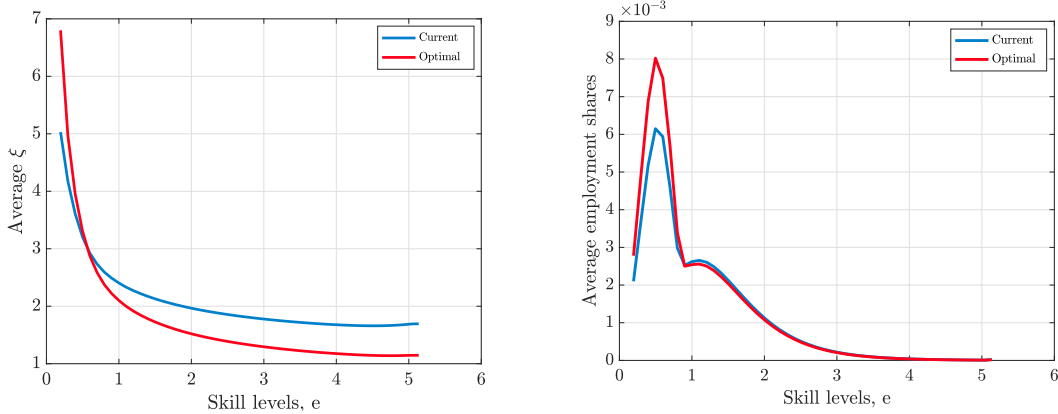 7
6
5
4
3
2
1
0 1 2 3 4 5 6
Average ξ
Skill levels, e
Current
Optimal
×10⁻³
9
8
7
6
5
4
3
2
1
0
0 1 2 3 4 5 6
Average employment shares
Skill levels, e
Current
Optimal